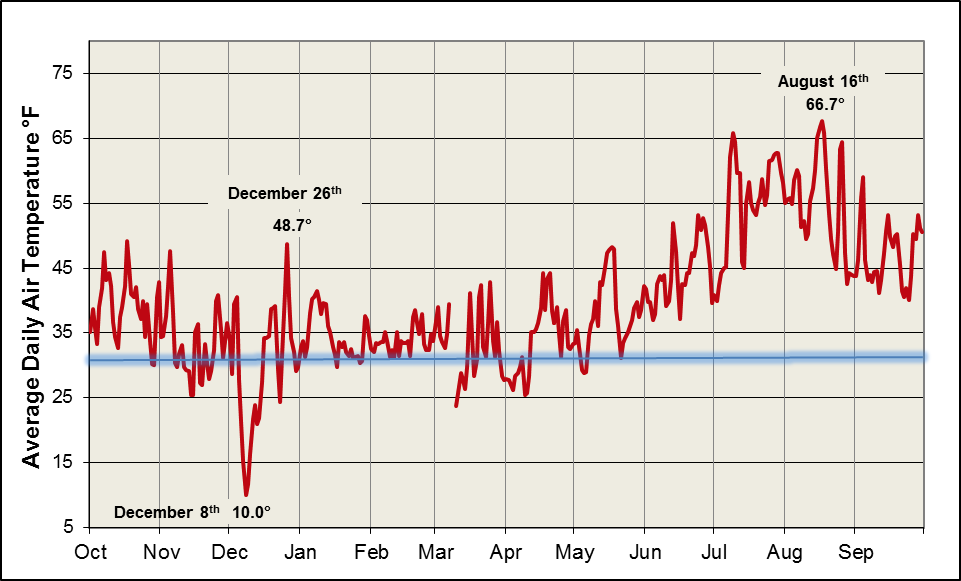 Average Daily Air Temperature °F
75
65
55
45
35
25
15
5
August 16th
66.7°
December 26th
48.7°
December 8th 10.0°
Oct Nov Dec Jan Feb Mar Apr May Jun Jul Aug Sep